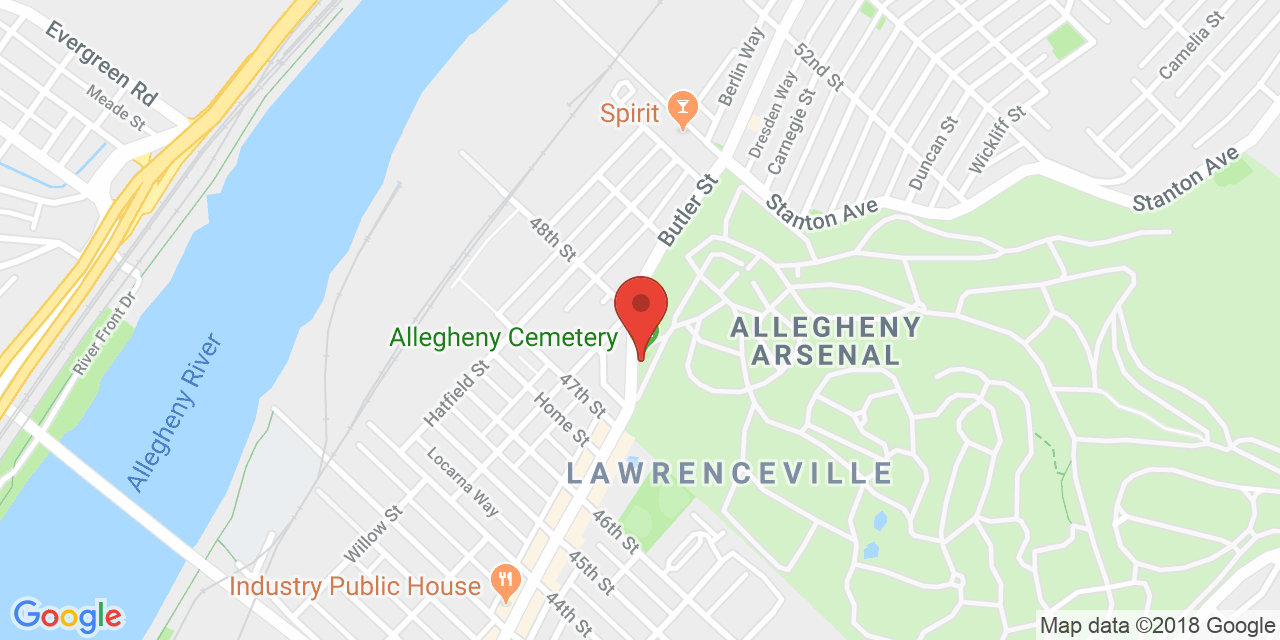 Evergreen Rd
Meade St
Berlin Way
52nd St
Camelia St
Spirit
Dresden Way
Carnegie St
Duncan St
Wickliff St
Butler St
Stanton Ave
Stanton Ave
48th St
River Front Dr
Allegheny Cemetery
ALLEGHENY
ARSENAL
Allegheny River
Hatfield St
47th St
Home St
Locarna Way
LAWRENCEVILLE
Willow St
46th St
45th St
Industry Public House
44th St
Google
Map data ©2018 Google